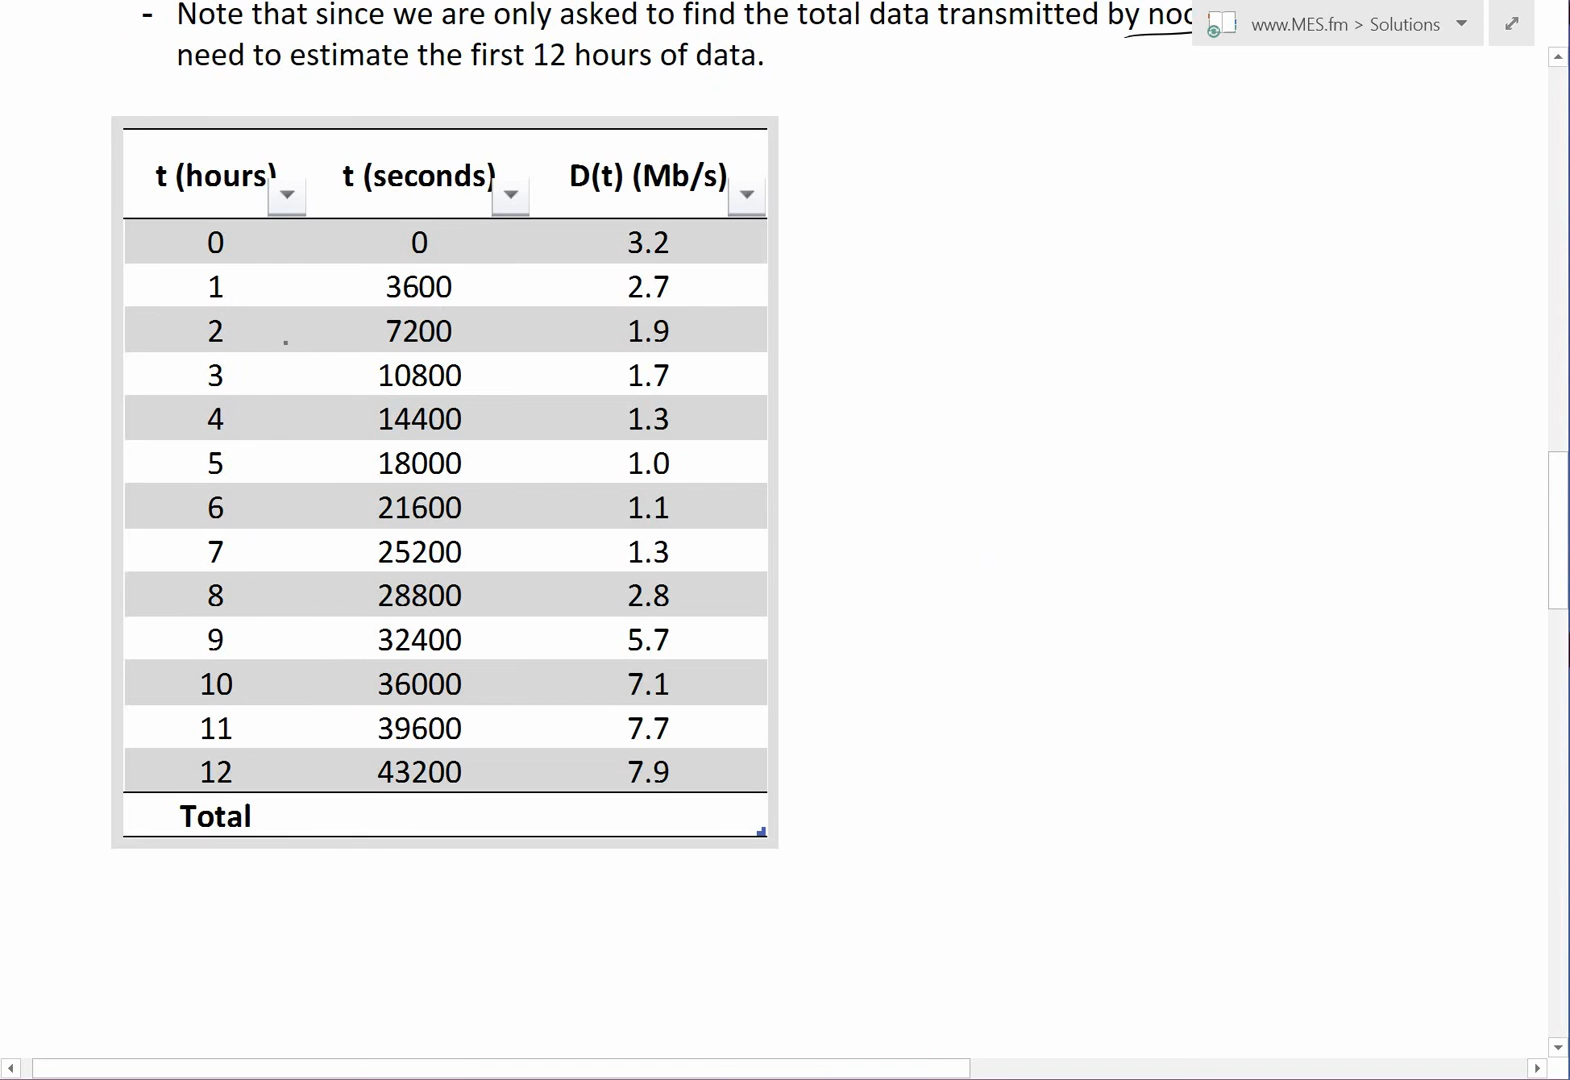 - Note that since we are only asked to find the total data transmitted by
www.MES.fm > Solutions
need to estimate the first 12 hours of data.
t (hours) t (seconds) D(t) (Mb/s)
0 0 3.2
1 3600 2.7
2 7200 1.9
3 10800 1.7
4 14400 1.3
5 18000 1.0
6 21600 1.1
7 25200 1.3
8 28800 2.8
9 32400 5.7
10 36000 7.1
11 39600 7.7
12 43200 7.9
Total